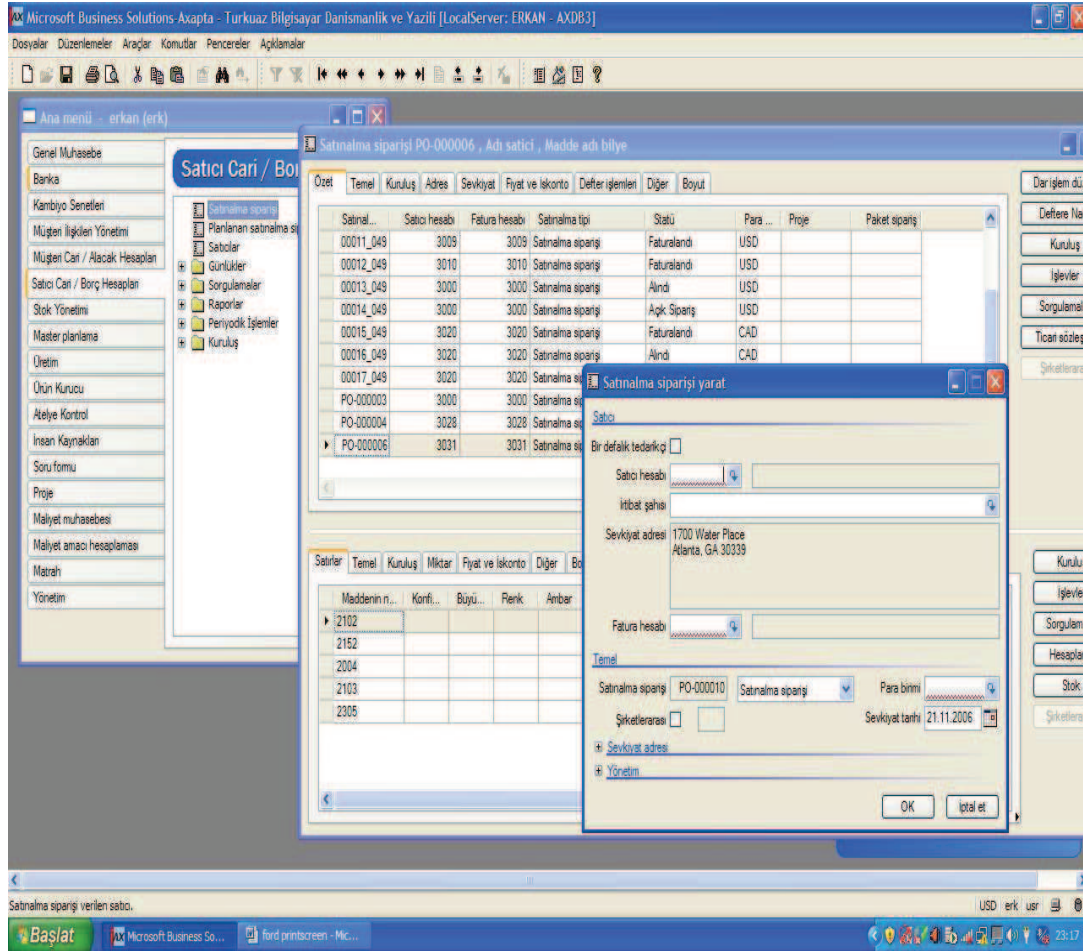 Microsoft Business Solutions-Axapta - Turkuaz Bilgisayar Danismanlik ve Yazili [LocalServer: ERKAN - AXDB3]
Dosyalar Düzenlemeler Araçlar Komutlar Pencereler Açıklamalar
Ana menü - erkan (erk)
Genel Muhasebe
Banka
Kambiyo Senetleri
Müşteri İlişkileri Yönetimi
Müşteri Cari / Alacak Hesapları
Satıcı Cari / Borç Hesapları
Stok Yönetimi
Master planlama
Üretim
Ürün Kurucu
Atelye Kontrol
İnsan Kaynakları
Soru formu
Proje
Maliyet muhasebesi
Maliyet amacı hesaplaması
Matrah
Yönetim
Satıcı Cari / Bor
Satınalma siparişi
Planlanan satınalma si
Satıcılar
Günlükler
Sorgulamalar
Raporlar
Periyodik İşlemler
Kuruluş
Satınalma siparişi PO-000006 , Adı satici , Madde adı bilye
Özet Temel Kuruluş Adres Sevkiyat Fiyat ve İskonto Defter işlemleri Diğer Boyut
Satınal... Satıcı hesabı Fatura hesabı Satınalma tipi Statü Para ... Proje Paket sipariş
00011_049 3009 3009 Satınalma siparişi Faturalandı USD
00012_049 3010 3010 Satınalma siparişi Faturalandı USD
00013_049 3000 3000 Satınalma siparişi Alındı USD
00014_049 3000 3000 Satınalma siparişi Açık Sipariş USD
00015_049 3020 3020 Satınalma siparişi Faturalandı CAD
00016_049 3020 3020 Satınalma siparişi Alındı CAD
00017_049 3020 3020 Satınalma si
PO-000003 3000 3000 Satınalma si
PO-000004 3028 3028 Satınalma si
PO-000006 3031 3031 Satınalma si
Dar işlem dü
Deftere Na
Kuruluş
İşlevler
Sorgulamal
Ticari sözleş
Şirketlerara
Satırlar Temel Kuruluş Miktar Fiyat ve İskonto Diğer Bo
Maddenin n... Konfi... Büyü... Renk Ambar
2102
2152
2004
2103
2305
Kurulu
İşlevle
Sorgulam
Hesapla
Stok
Şirketlera
Satınalma siparişi yarat
Satıcı
Bir defalık tedarikçi
Satıcı hesabı
İrtibat şahısı
Sevkiyat adresi 1700 Water Place
Atlanta, GA 30339
Fatura hesabı
Temel
Satınalma siparişi PO-000010 Satınalma siparişi Para birimi
Şirketlerarası Sevkiyat tarihi 21.11.2006
Sevkiyat adresi
Yönetim
OK İptal et
Satınalma siparişi verilen satıcı. USD erk usr
Başlat Microsoft Business So... ford printscreen - Mic... 23:17